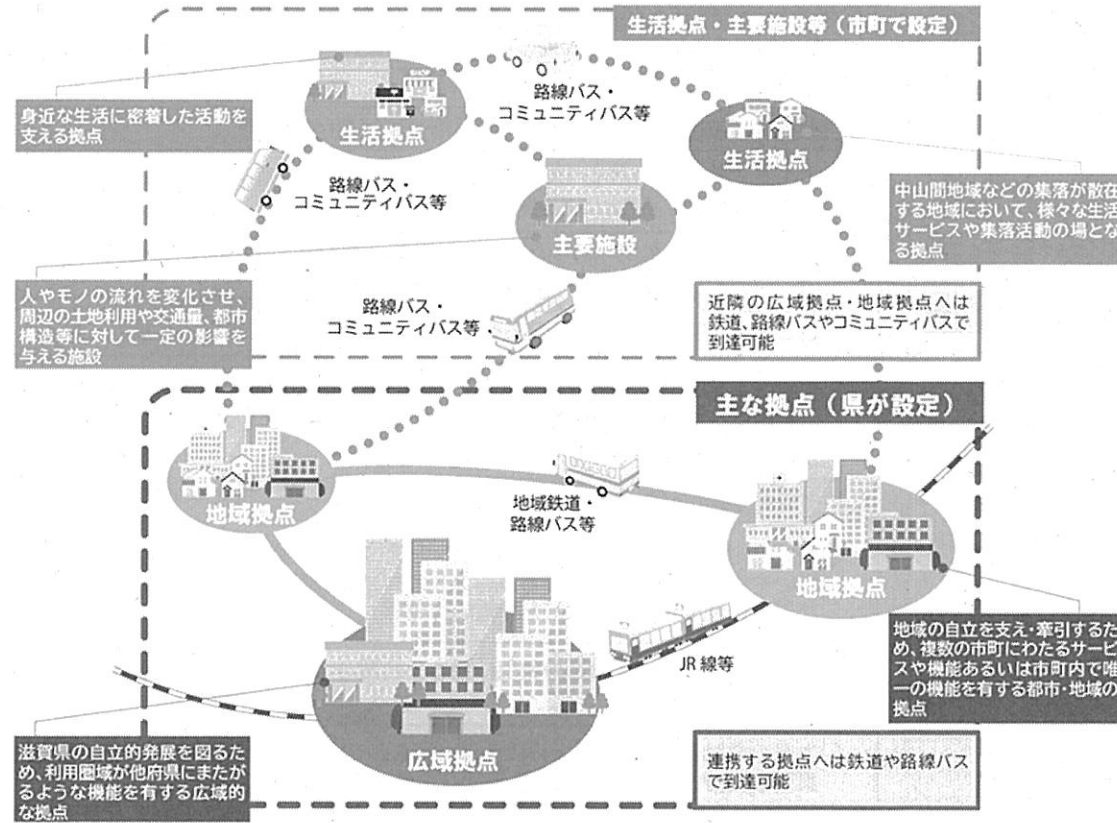 生活拠点・主要施設等（市町で設定）
SHOP
生活拠点
路線バス・
コミュニティバス等
生活拠点
身近な生活に密着した活動を
支える拠点
路線バス・
コミュニティバス等
主要施設
中山間地域などの集落が散在
する地域において、様々な生活
サービスや集落活動の場とな
る拠点
人やモノの流れを変化させ、
周辺の土地利用や交通量、都市
構造等に対して一定の影響を
与える施設
路線バス・
コミュニティバス等
近隣の広域拠点・地域拠点へは
鉄道、路線バスやコミュニティバスで
到達可能
主な拠点（県が設定）
地域拠点
地域鉄道・
路線バス等
地域拠点
JR線等
広域拠点
地域の自立を支え・牽引するた
め、複数の市町にわたるサービ
スや機能あるいは市町内で唯
一の機能を有する都市・地域の
拠点
滋賀県の自立的発展を図るた
め、利用圏域が他府県にまたが
るような機能を有する広域的
な拠点
連携する拠点へは鉄道や路線バス
で到達可能